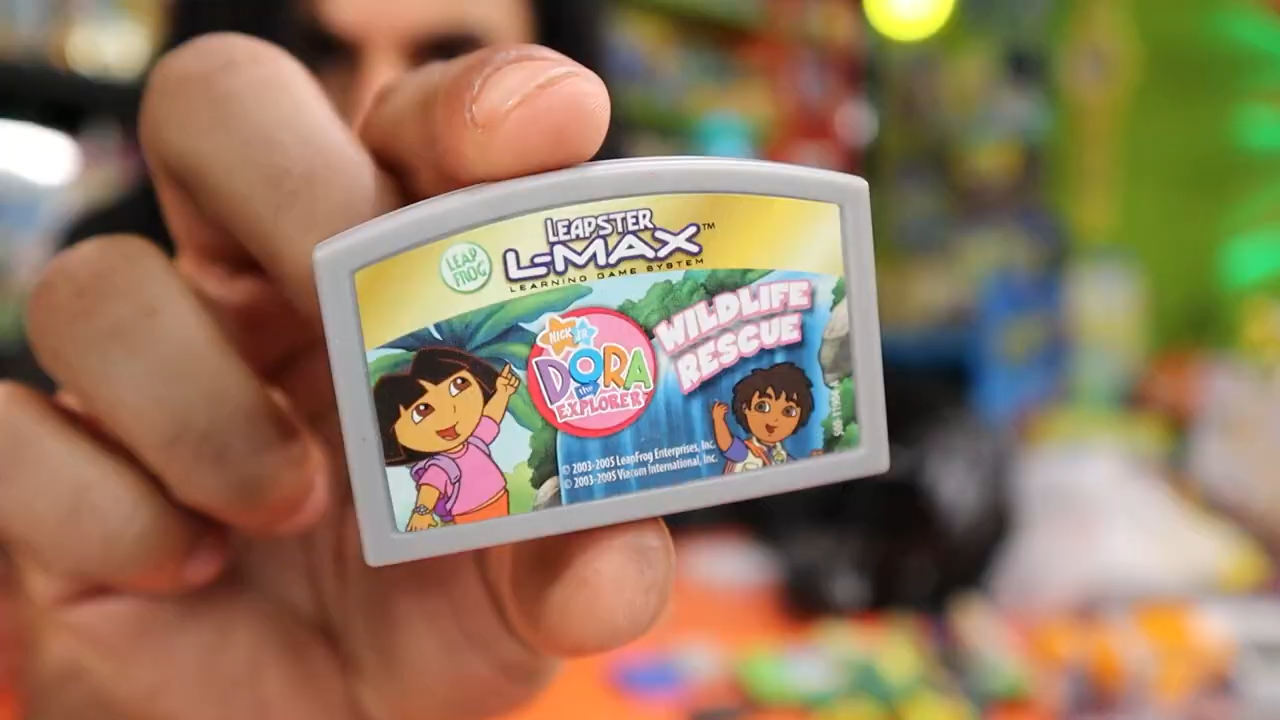 LEAP
FROG
LEAPSTER
L-MAX™
LEARNING GAME SYSTEM
NICK JR
DORA
the
EXPLORER
WILDLIFE
RESCUE
© 2003-2005 LeapFrog Enterprises, Inc.
© 2003-2005 Viacom International, Inc.